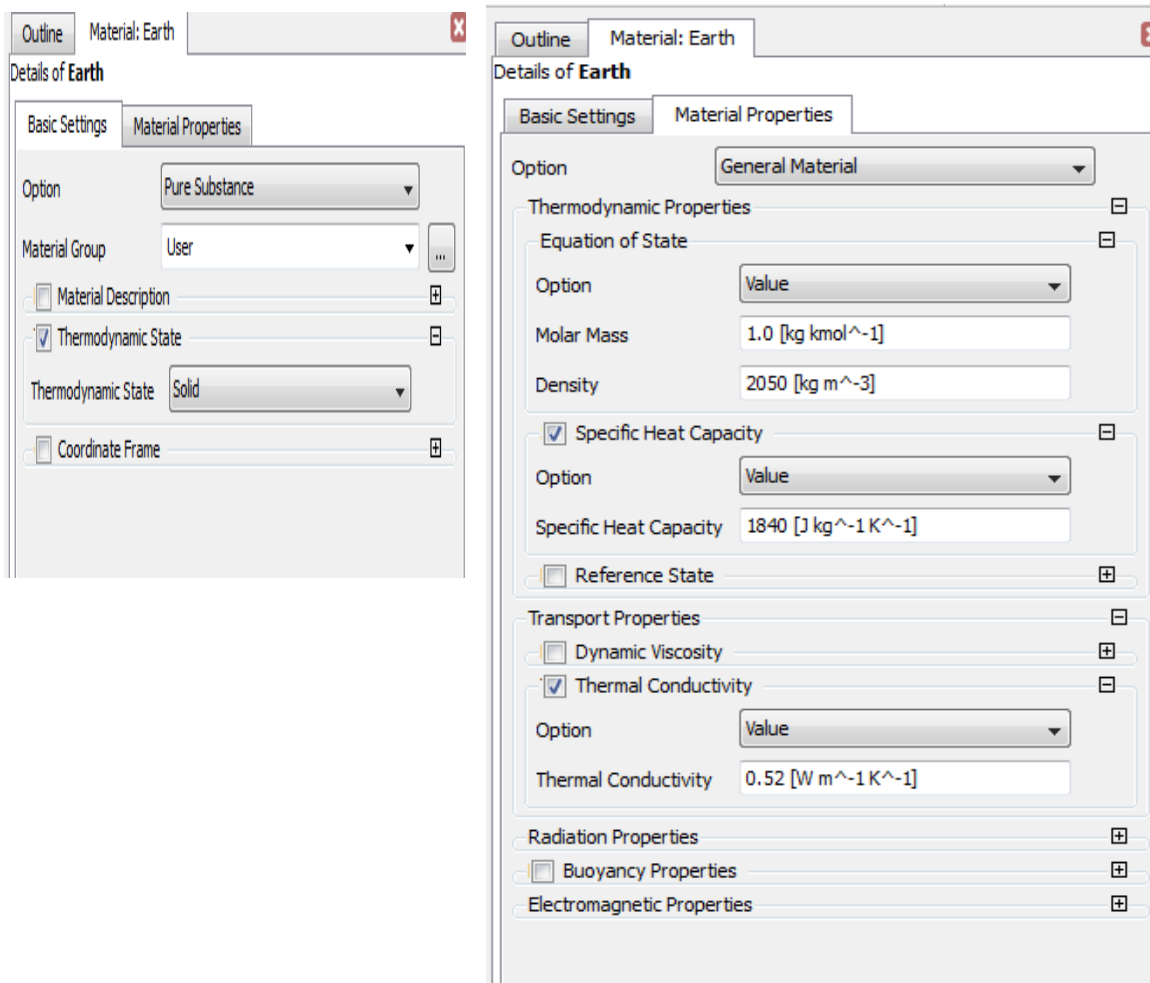 Outline Material: Earth
Details of Earth
Basic Settings Material Properties
Option Pure Substance
Material Group User ...
Material Description
Thermodynamic State
Thermodynamic State Solid
Coordinate Frame
Outline Material: Earth
Details of Earth
Basic Settings Material Properties
Option General Material
Thermodynamic Properties
Equation of State
Option Value
Molar Mass 1.0 [kg kmol^-1]
Density 2050 [kg m^-3]
Specific Heat Capacity
Option Value
Specific Heat Capacity 1840 [J kg^-1 K^-1]
Reference State
Transport Properties
Dynamic Viscosity
Thermal Conductivity
Option Value
Thermal Conductivity 0.52 [W m^-1 K^-1]
Radiation Properties
Buoyancy Properties
Electromagnetic Properties